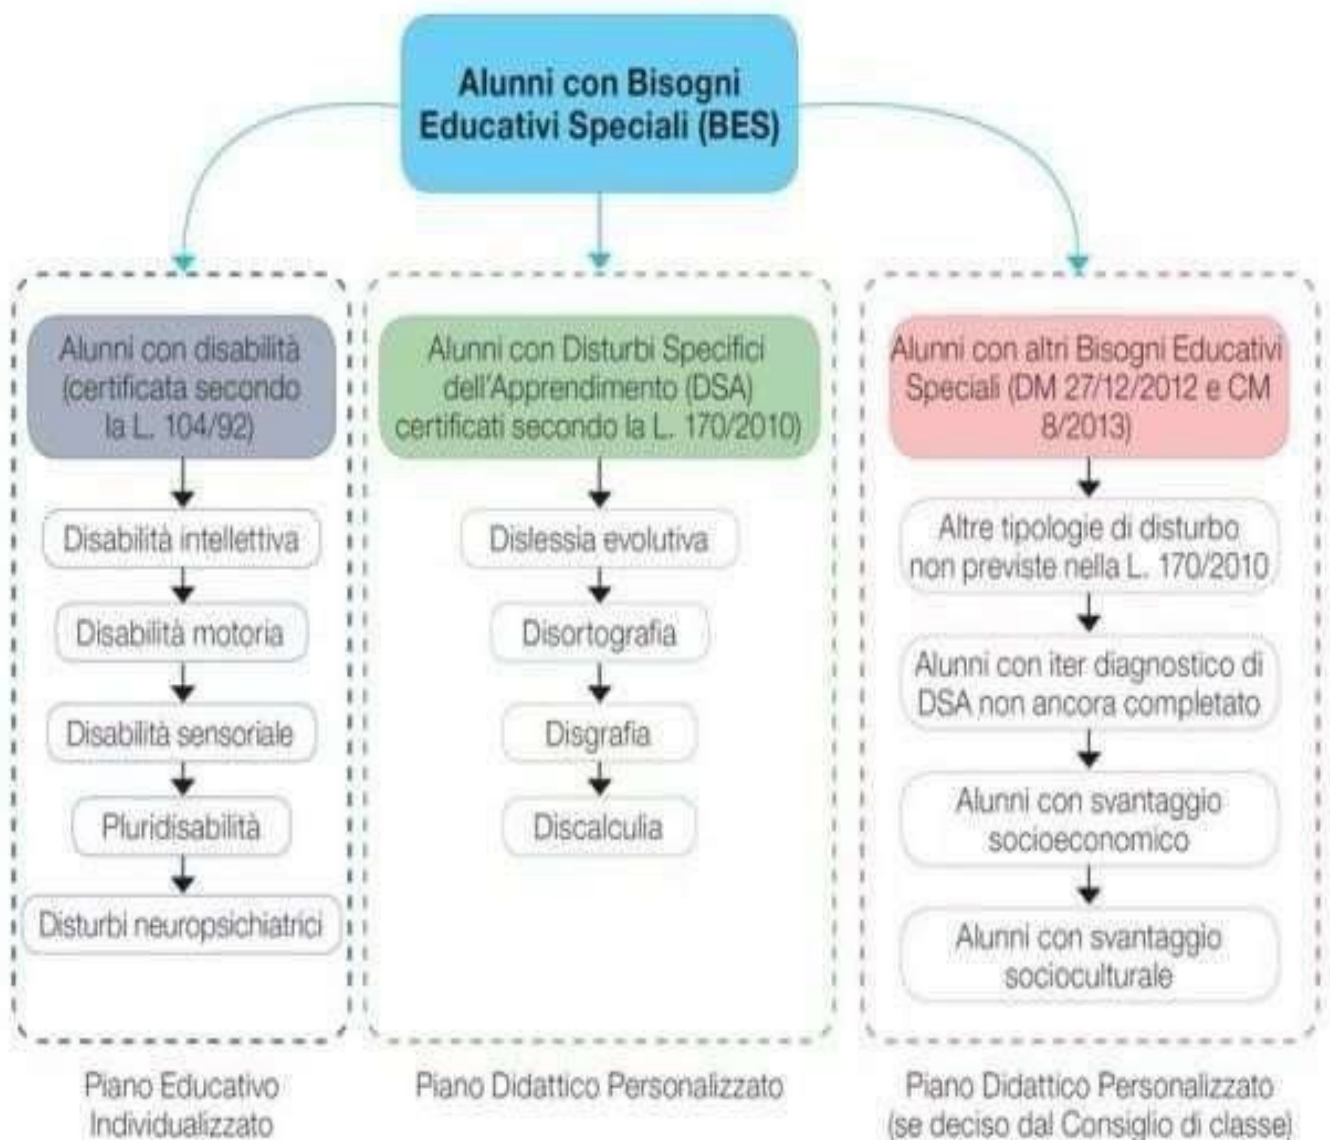 Alunni con Bisogni
Educativi Speciali (BES)
Alunni con disabilità
(certificata secondo
la L. 104/92)
Disabilità intellettiva
Disabilità motoria
Disabilità sensoriale
Pluridisabilità
Disturbi neuropsichiatrici
Piano Educativo
Individualizzato
Alunni con Disturbi Specifici
dell'Apprendimento (DSA)
certificati secondo la L. 170/2010)
Dislessia evolutiva
Disortografia
Disgrafia
Discalculia
Piano Didattico Personalizzato
Alunni con altri Bisogni Educativi
Speciali (DM 27/12/2012 e CM
8/2013)
Altre tipologie di disturbo
non previste nella L. 170/2010
Alunni con iter diagnostico di
DSA non ancora completato
Alunni con svantaggio
socioeconomico
Alunni con svantaggio
socioculturale
Piano Didattico Personalizzato
(se deciso dal Consiglio di classe)